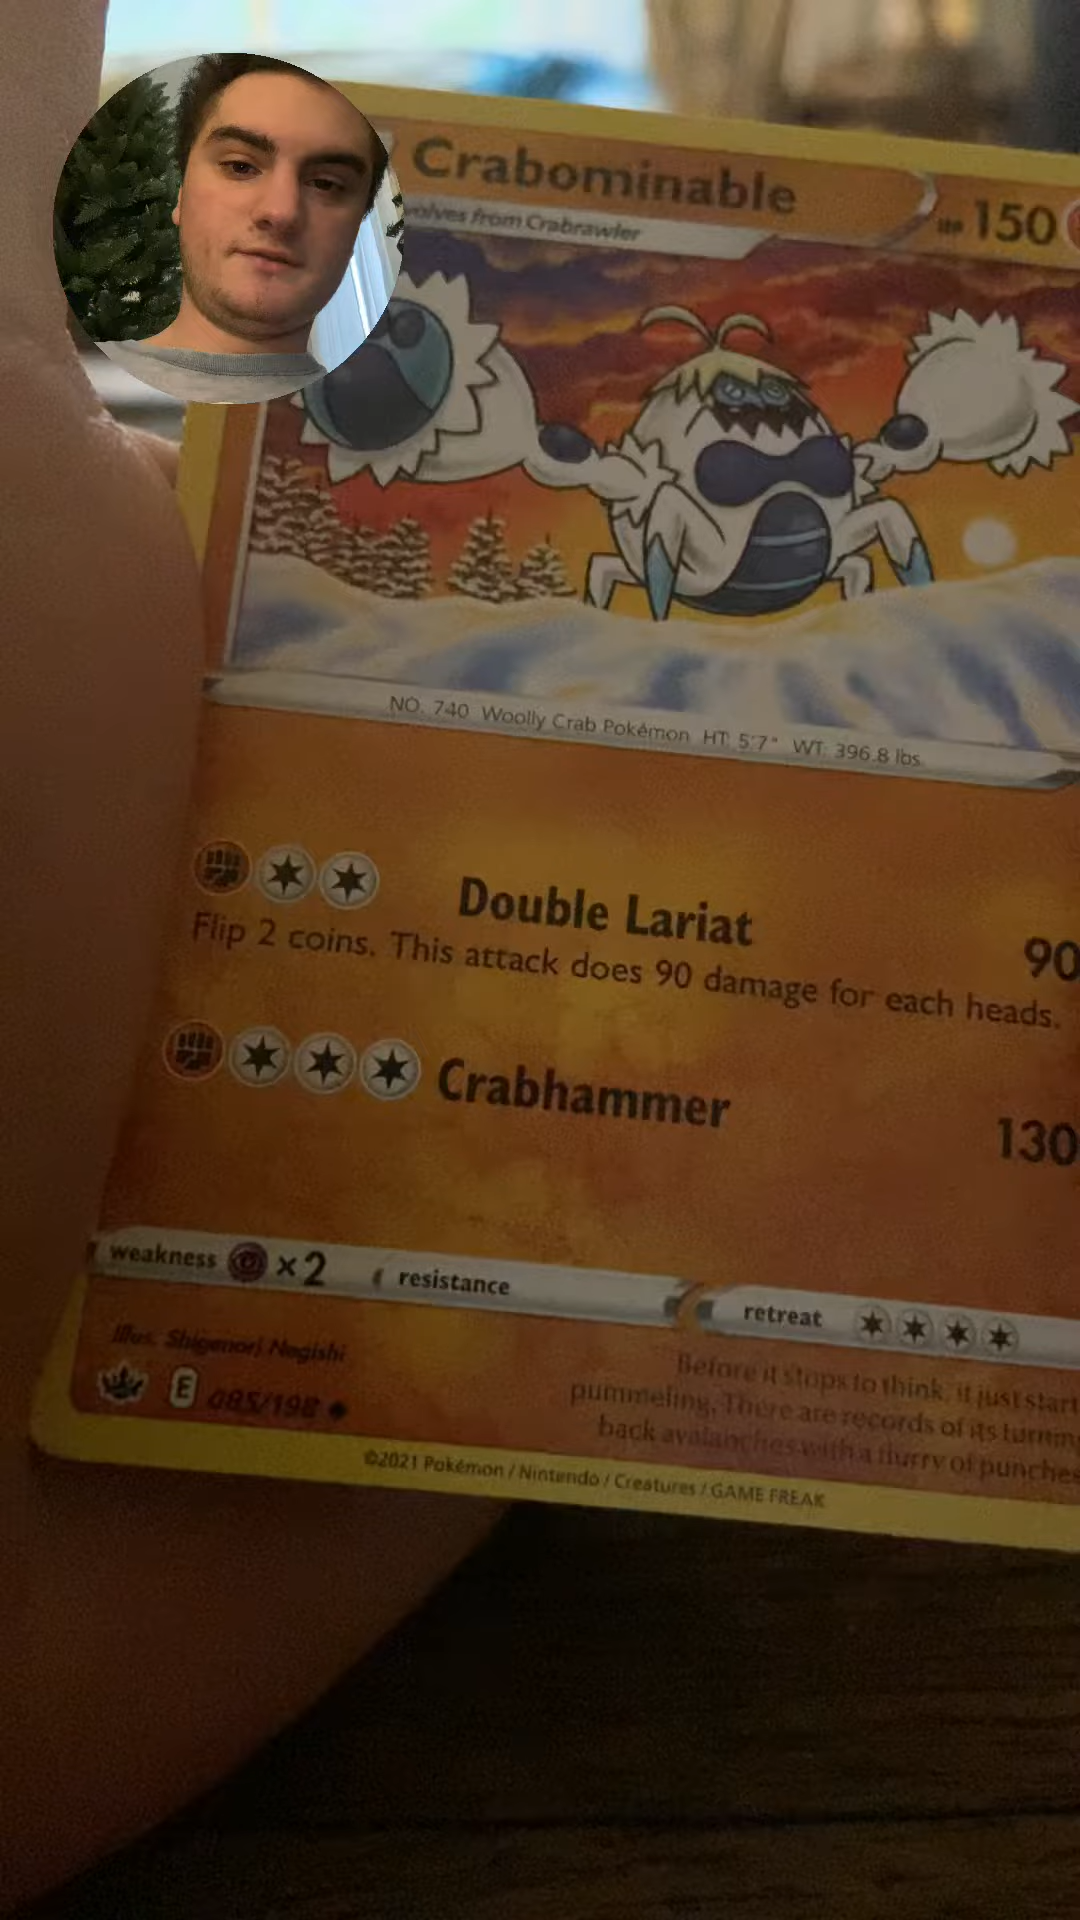 Crabominable
volves from Crabrawler
HP 150
NO. 740 Woolly Crab Pokémon HT: 5'7" WT: 396.8 lbs.
Double Lariat 90
Flip 2 coins. This attack does 90 damage for each heads.
Crabhammer 130
weakness ×2 resistance retreat
Illus. Shigenori Negishi
E 085/198
Before it stops to think, it just start
pummeling. There are records of its turning
back avalanches with a flurry of punches
©2021 Pokémon / Nintendo / Creatures / GAME FREAK